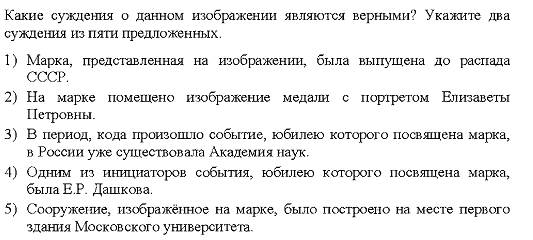 Какие суждения о данном изображении являются верными? Укажите два
суждения из пяти предложенных.
1) Марка, представленная на изображении, была выпущена до распада
СССР.
2) На марке помещено изображение медали с портретом Елизаветы
Петровны.
3) В период, кода произошло событие, юбилею которого посвящена марка,
в России уже существовала Академия наук.
4) Одним из инициаторов события, юбилею которого посвящена марка,
была Е.Р. Дашкова.
5) Сооружение, изображённое на марке, было построено на месте первого
здания Московского университета.